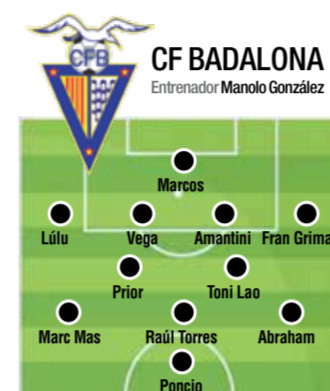 CFB
CF BADALONA
Entrenador Manolo González
Marcos
Lúlu Vega Amantini Fran Grima
Prior Toni Lao
Marc Mas Raúl Torres Abraham
Poncio